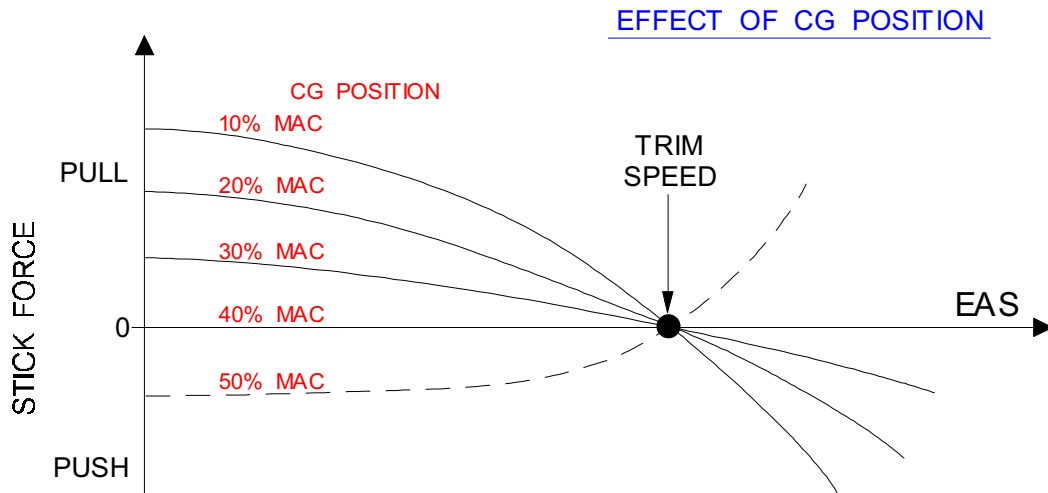 EFFECT OF CG POSITION
CG POSITION
10% MAC
TRIM
SPEED
PULL
20% MAC
30% MAC
STICK FORCE
EAS
40% MAC
0
50% MAC
PUSH